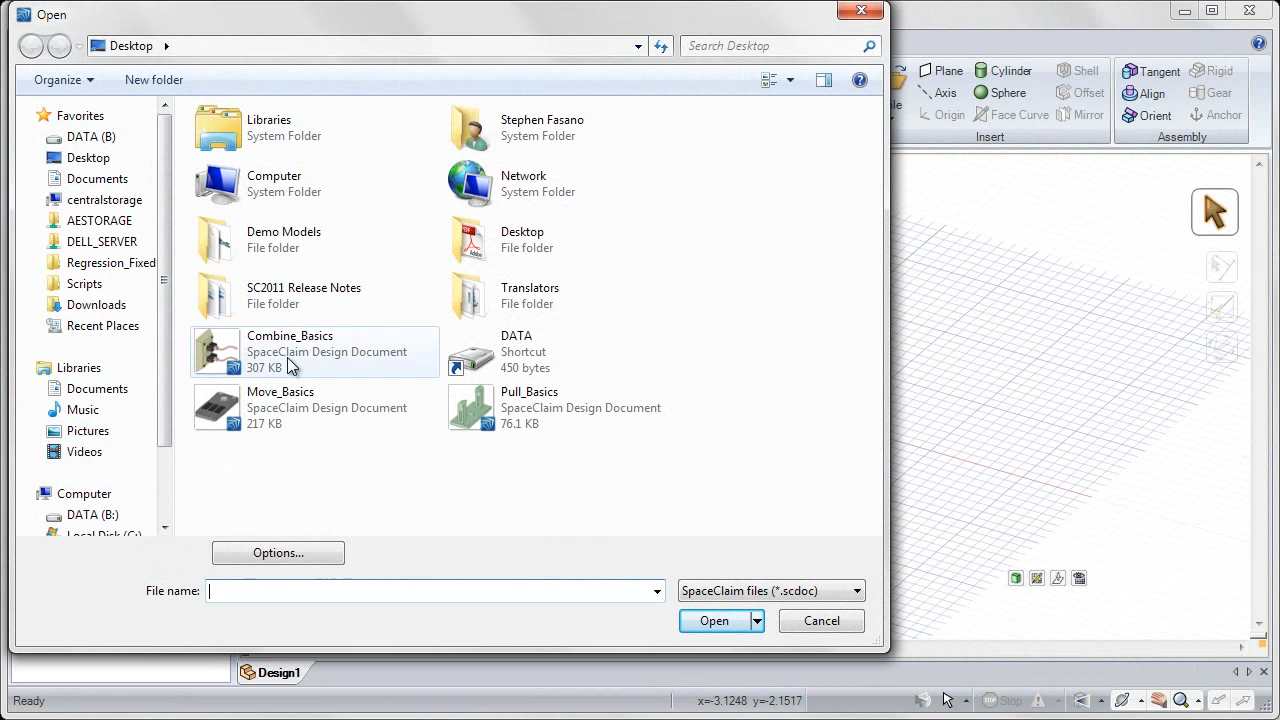 Open
Desktop
Search Desktop
Organize
New folder
Favorites
DATA (B)
Desktop
Documents
centralstorage
AESTORAGE
DELL_SERVER
Regression_Fixed
Scripts
Downloads
Recent Places
Libraries
Documents
Music
Pictures
Videos
Computer
DATA (B:)
Local Disk (C:)
Libraries
System Folder
Stephen Fasano
System Folder
Computer
System Folder
Network
System Folder
Demo Models
File folder
Desktop
File folder
SC2011 Release Notes
File folder
Translators
File folder
Combine_Basics
SpaceClaim Design Document
307 KB
DATA
Shortcut
450 bytes
Move_Basics
SpaceClaim Design Document
217 KB
Pull_Basics
SpaceClaim Design Document
76.1 KB
Options...
File name:
SpaceClaim files (*.scdoc)
Open
Cancel
Plane
Cylinder
Shell
Axis
Sphere
Offset
Origin
Face Curve
Mirror
Insert
Tangent
Rigid
Align
Gear
Orient
Anchor
Assembly
Design1
Ready
x=-3.1248 y=-2.1517
Stop